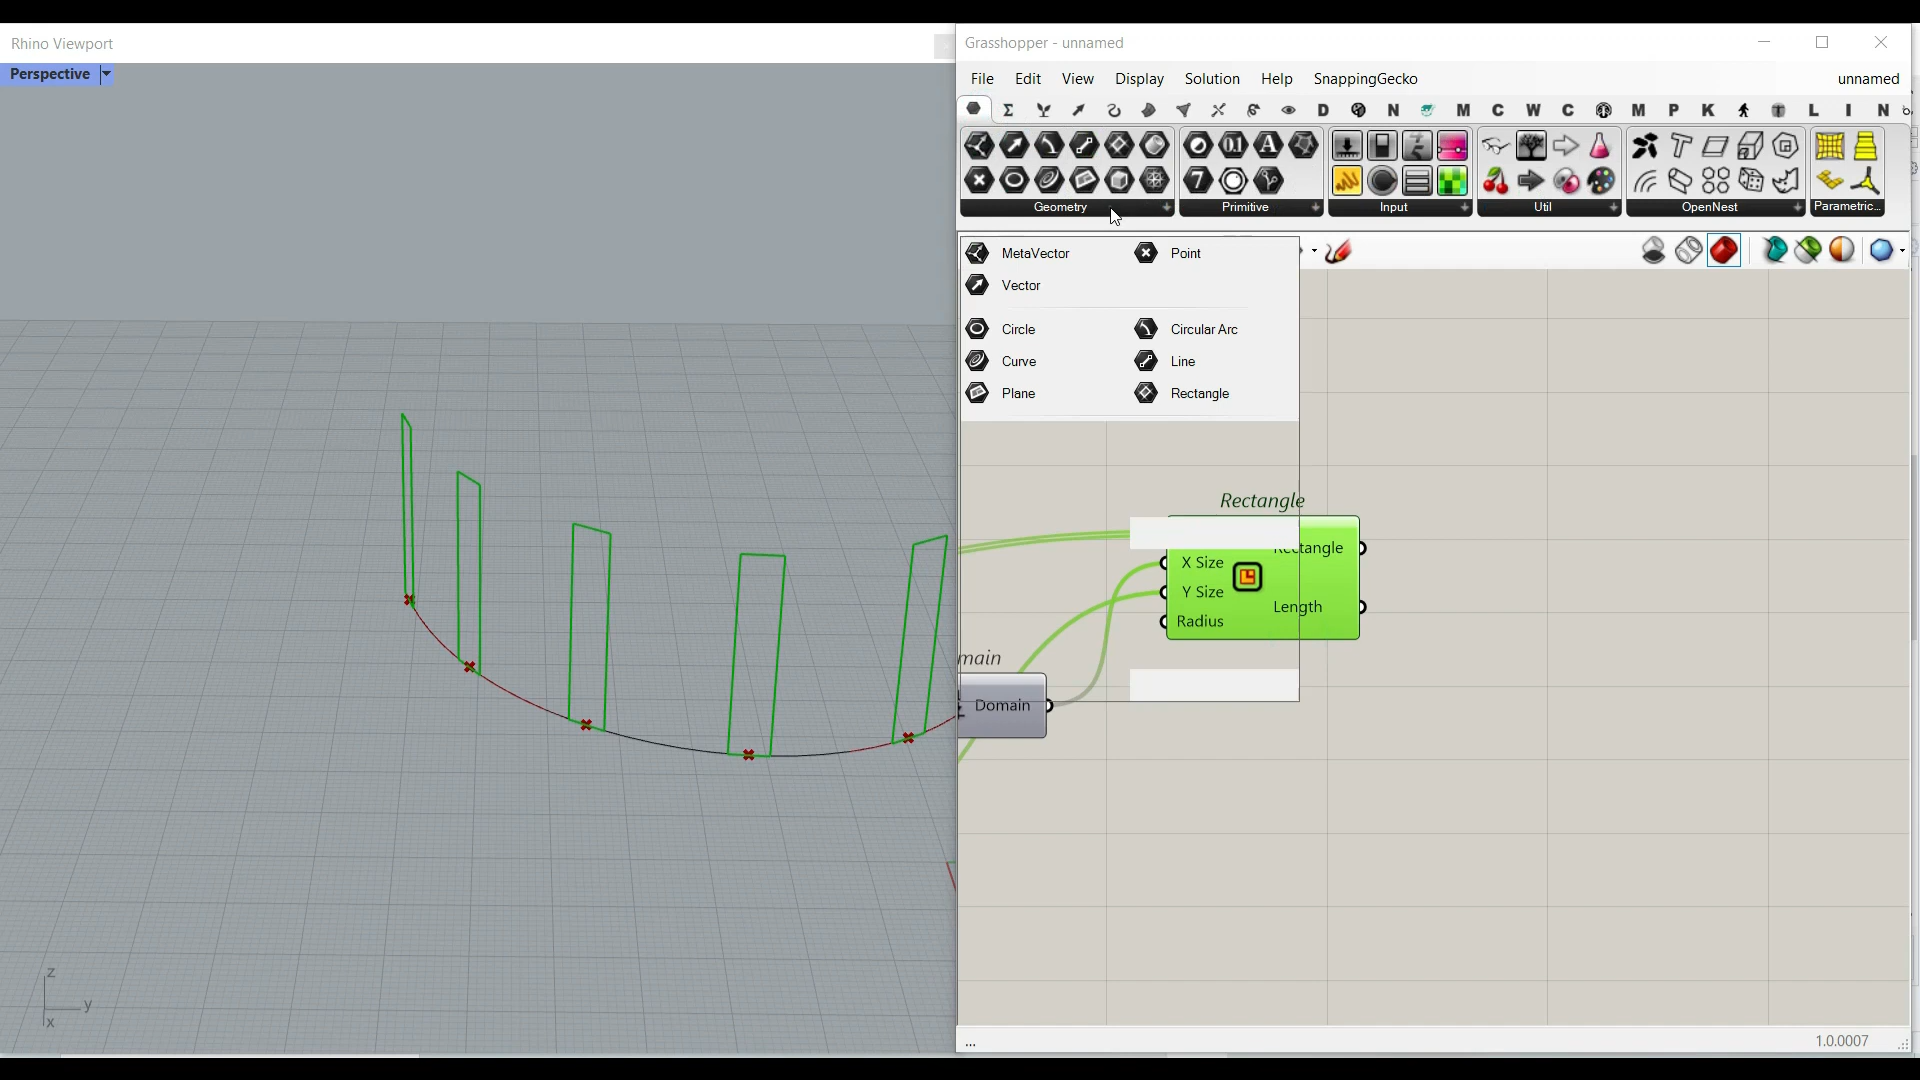 Rhino Viewport
Perspective
z
y
x
Grasshopper - unnamed
File Edit View Display Solution Help SnappingGecko unnamed
D N M C W C M P K L I N
Geometry Primitive Input Util OpenNest Parametric...
MetaVector Point
Vector
Circle Circular Arc
Curve Line
Plane Rectangle
Rectangle
X Size
Y Size
Length
Radius
main
Domain
...
1.0.0007